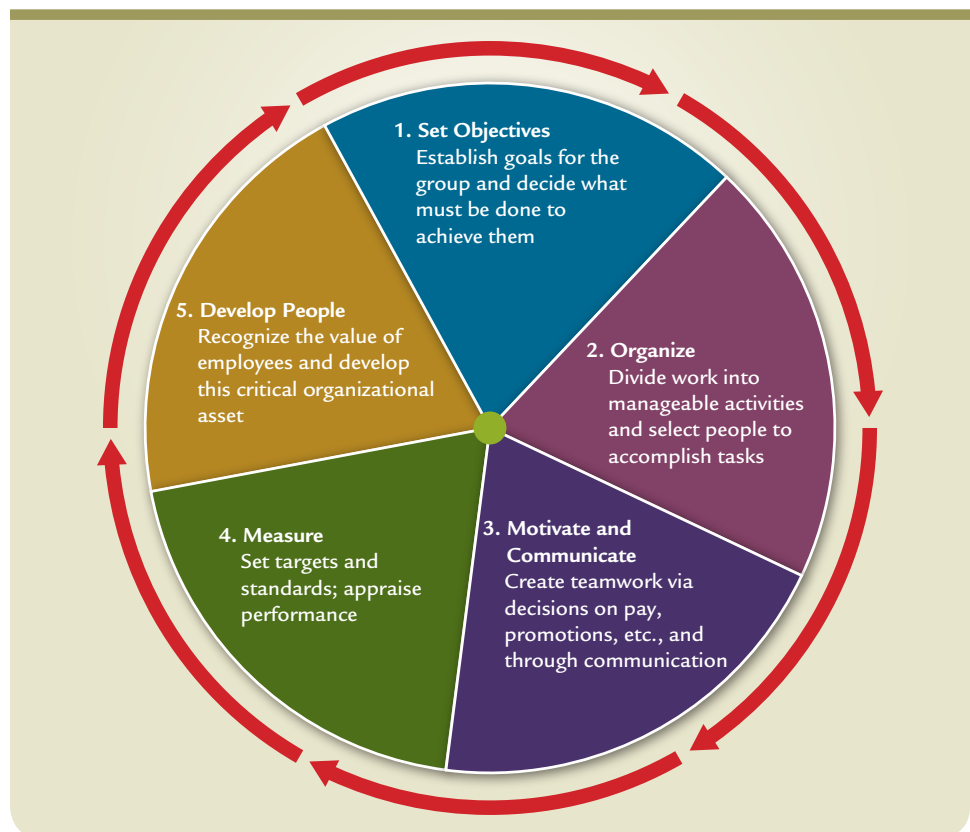 1. Set Objectives
Establish goals for the
group and decide what
must be done to
achieve them
2. Organize
Divide work into
manageable activities
and select people to
accomplish tasks
3. Motivate and
Communicate
Create teamwork via
decisions on pay,
promotions, etc., and
through communication
4. Measure
Set targets and
standards; appraise
performance
5. Develop People
Recognize the value of
employees and develop
this critical organizational
asset